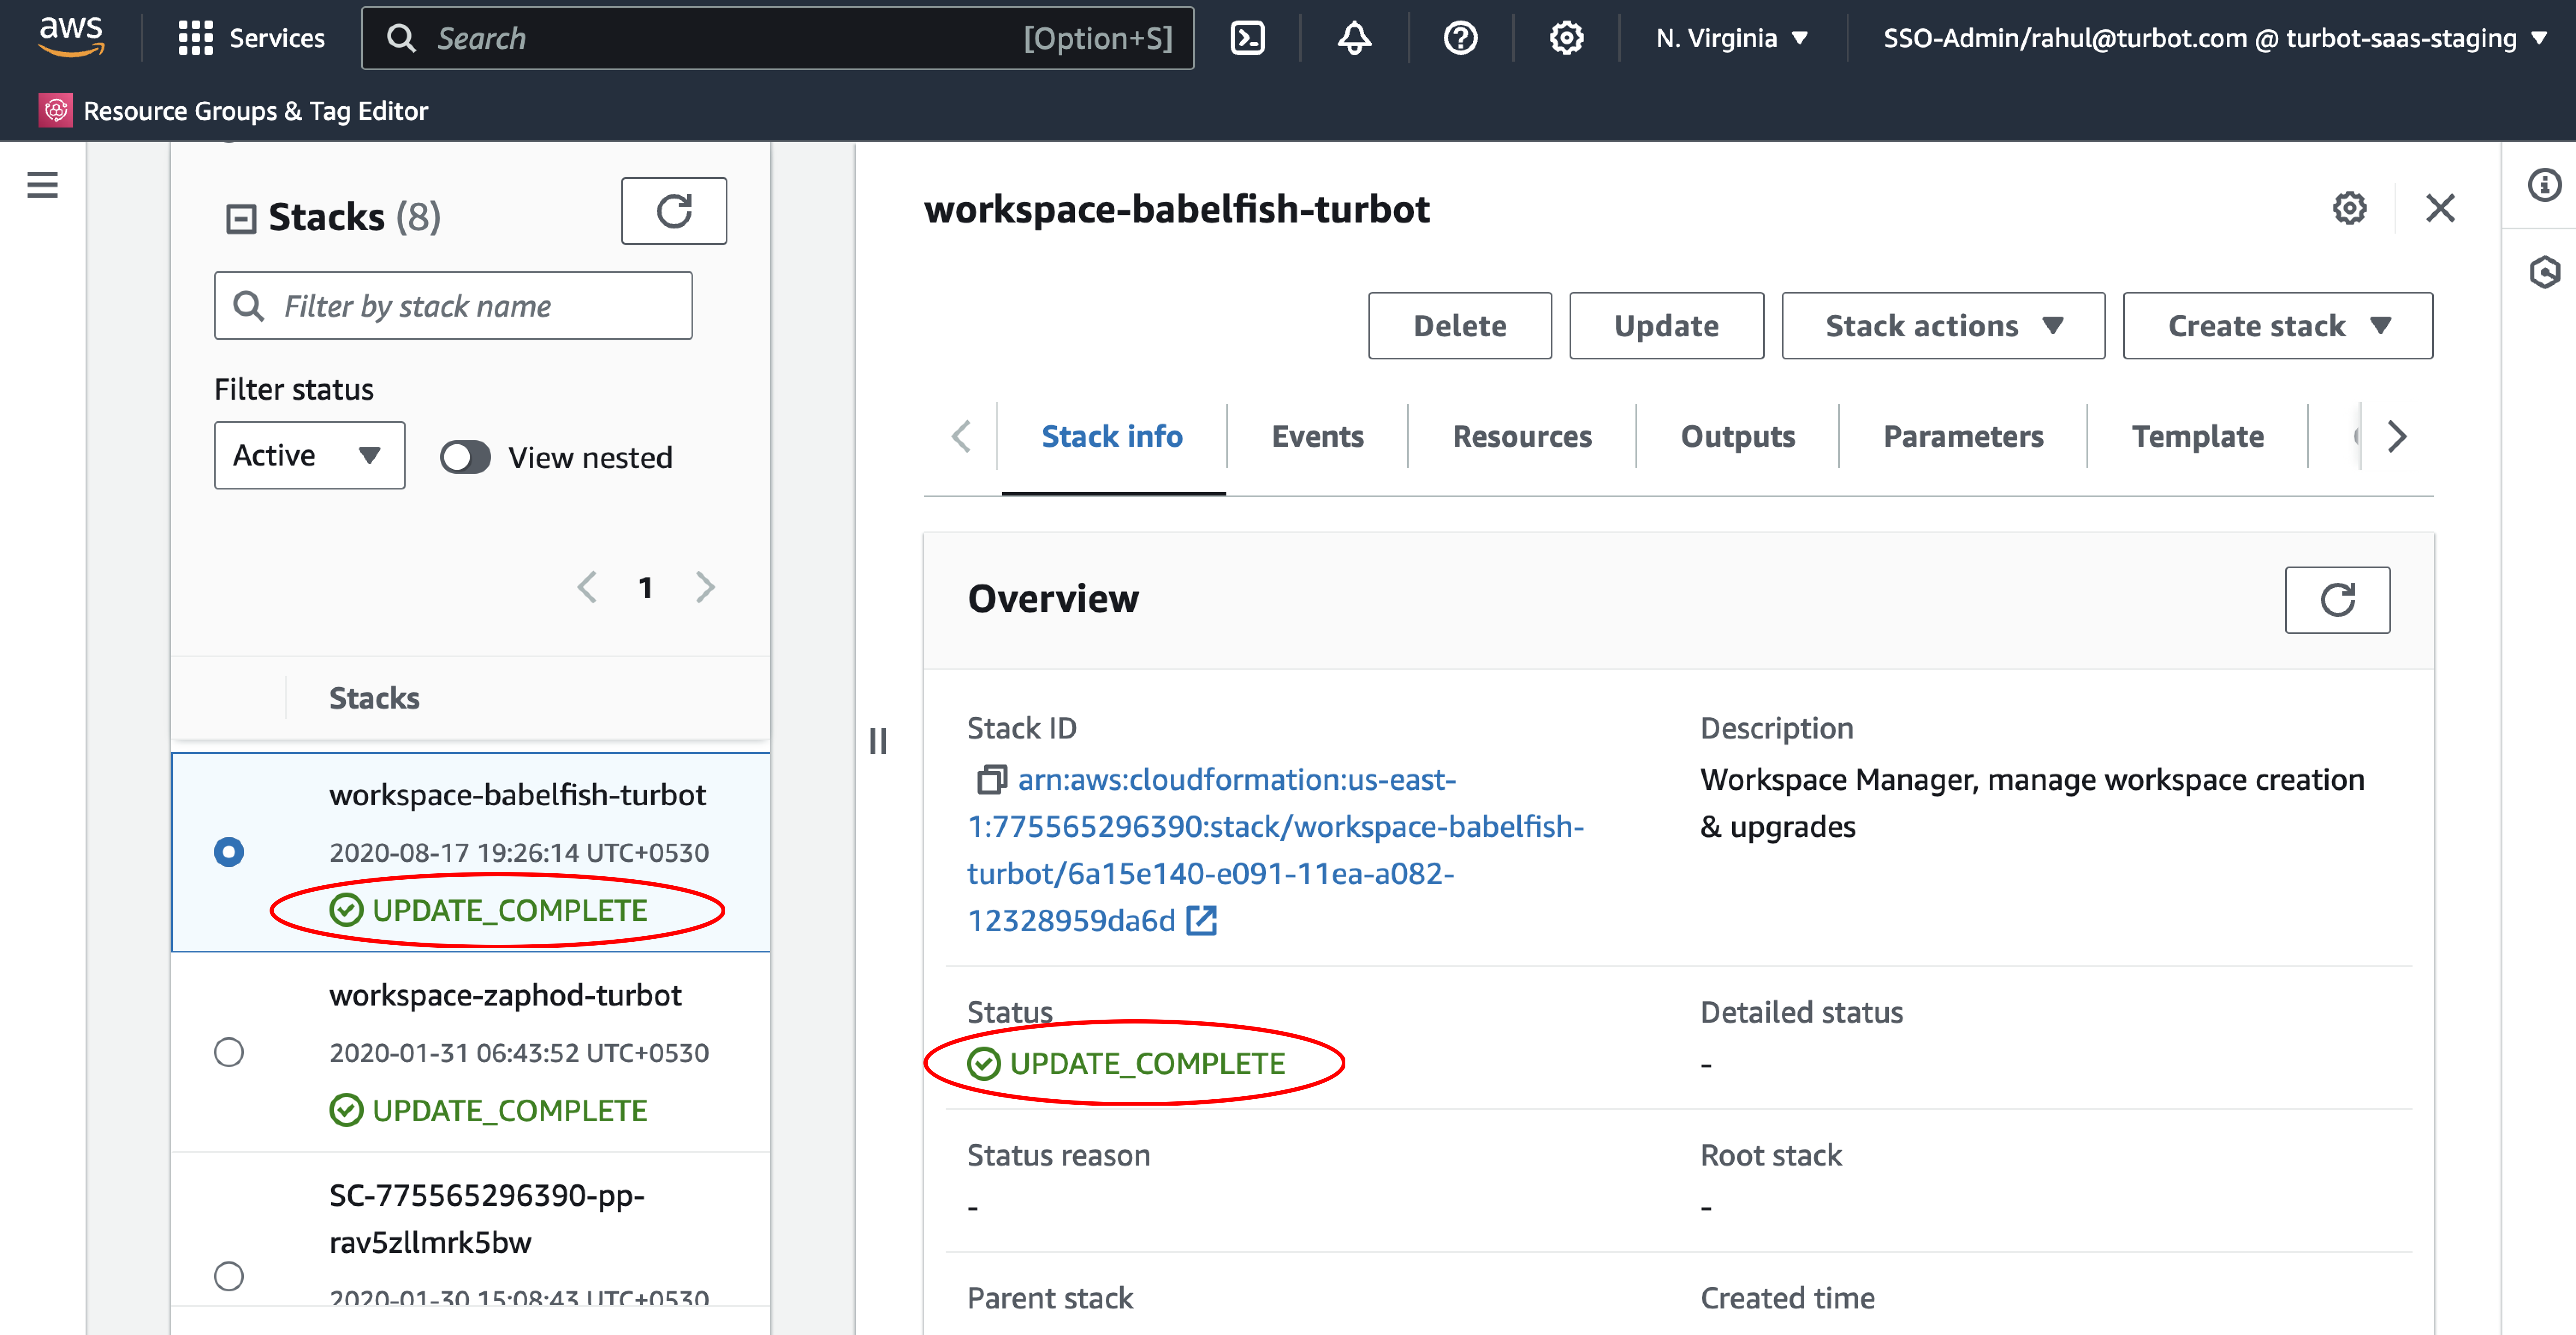 aws
Services
Search [Option+S]
N. Virginia
SSO-Admin/rahul@turbot.com @ turbot-saas-staging
Resource Groups & Tag Editor
Stacks (8)
Filter by stack name
Filter status
Active
View nested
1
Stacks
workspace-babelfish-turbot
2020-08-17 19:26:14 UTC+0530
UPDATE_COMPLETE
workspace-zaphod-turbot
2020-01-31 06:43:52 UTC+0530
UPDATE_COMPLETE
SC-775565296390-pp-
rav5zllmrk5bw
2020-01-30 15:08:43 UTC+0530
workspace-babelfish-turbot
Delete
Update
Stack actions
Create stack
Stack info
Events
Resources
Outputs
Parameters
Template
Overview
Stack ID
arn:aws:cloudformation:us-east-
1:775565296390:stack/workspace-babelfish-
turbot/6a15e140-e091-11ea-a082-
12328959da6d
Description
Workspace Manager, manage workspace creation
& upgrades
Status
UPDATE_COMPLETE
Detailed status
-
Status reason
-
Root stack
-
Parent stack
Created time